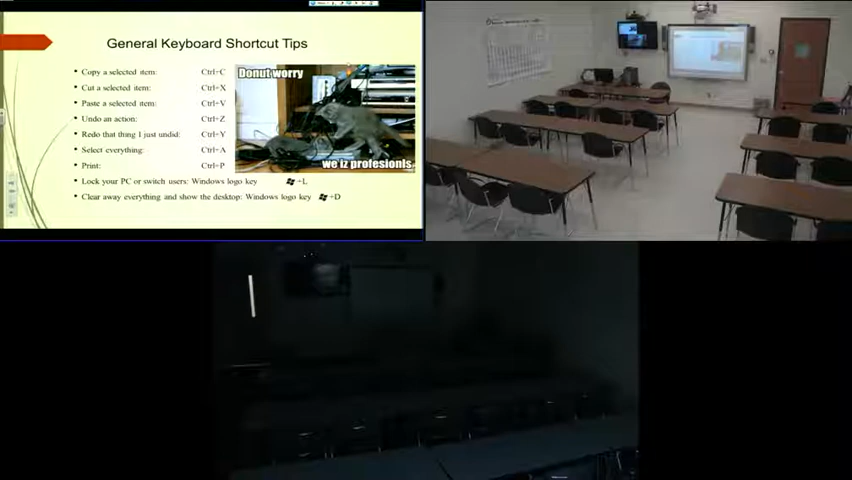 General Keyboard Shortcut Tips
• Copy a selected item: Ctrl+C
• Cut a selected item: Ctrl+X
• Paste a selected item: Ctrl+V
• Undo an action: Ctrl+Z
• Redo that thing I just undid: Ctrl+Y
• Select everything: Ctrl+A
• Print: Ctrl+P
• Lock your PC or switch users: Windows logo key +L
• Clear away everything and show the desktop: Windows logo key +D
Donut worry
we iz profesionls